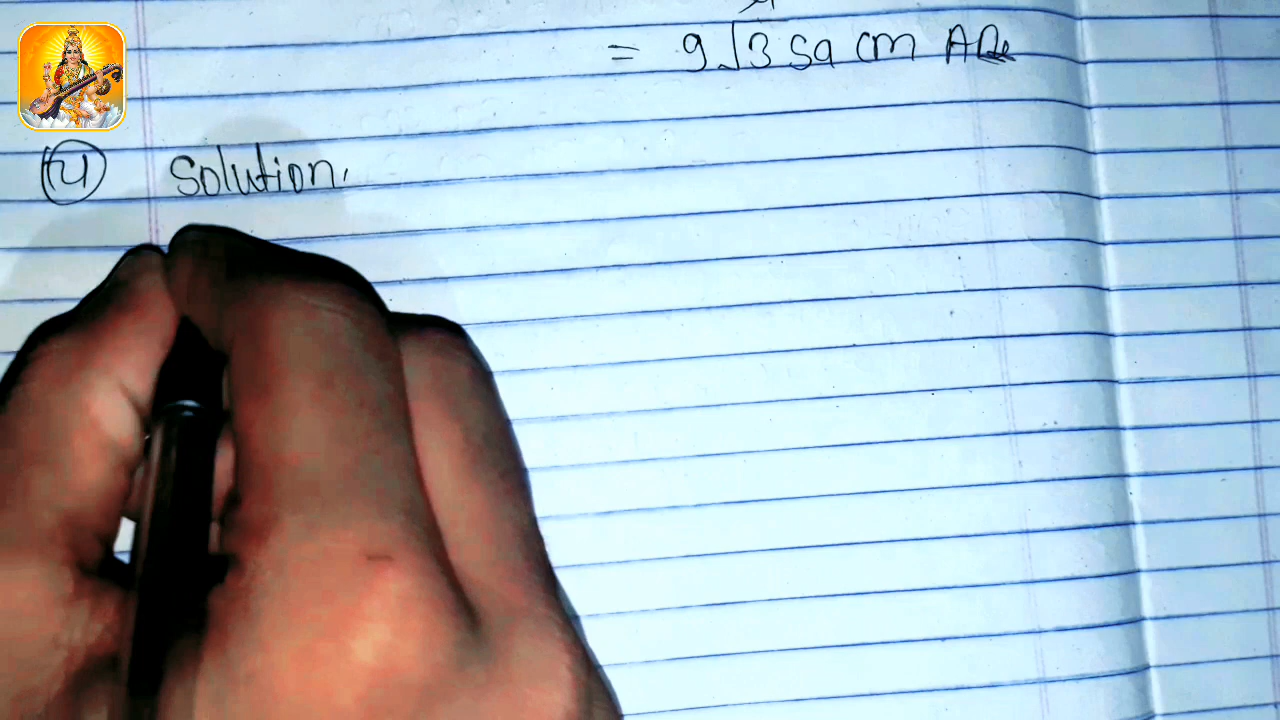 = 9√3 Sq cm Ans
(4) Solution,